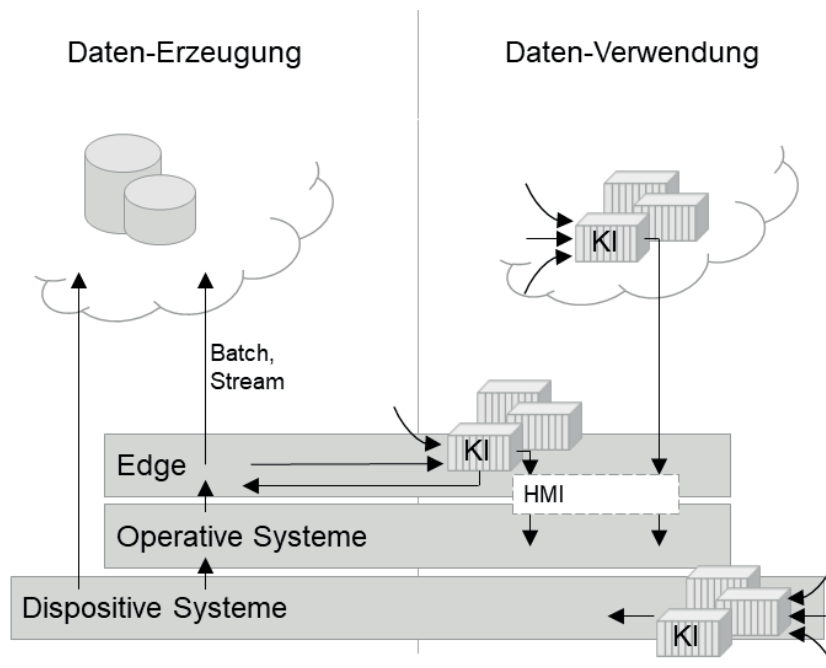 Daten-Erzeugung
Daten-Verwendung
KI
Batch,
Stream
KI
Edge
HMI
Operative Systeme
Dispositive Systeme
KI